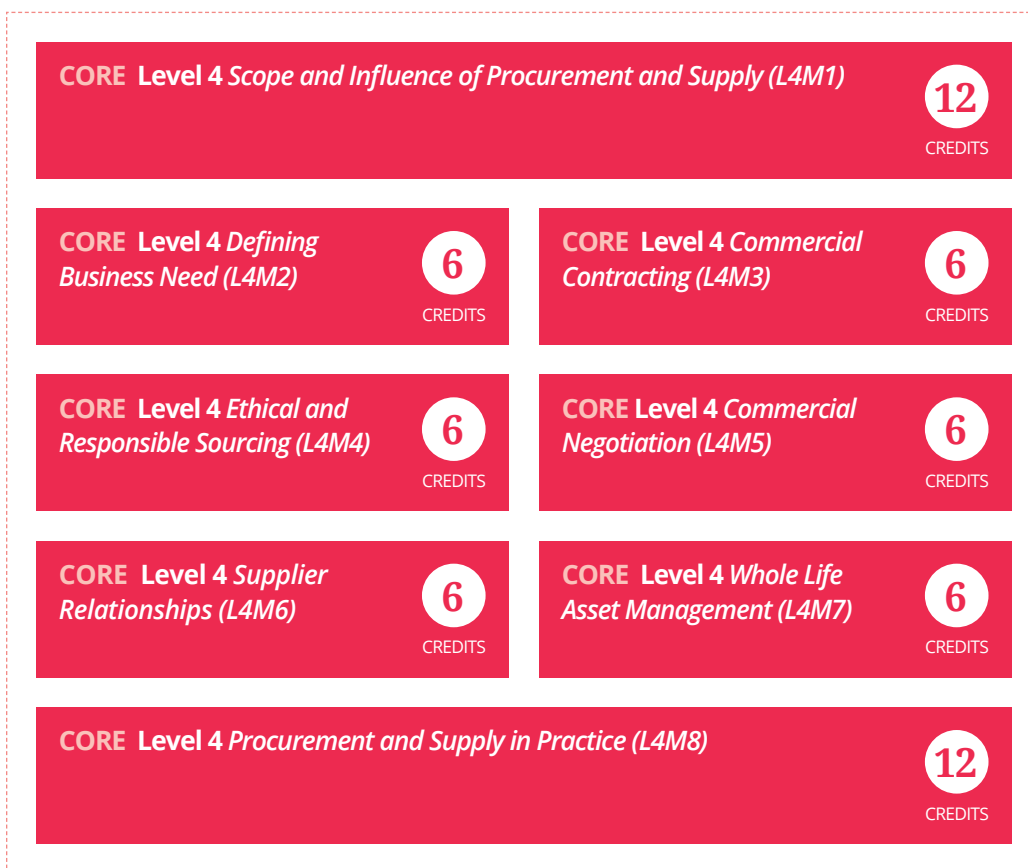 CORE Level 4 Scope and Influence of Procurement and Supply (L4M1)
12
CREDITS
CORE Level 4 Defining
Business Need (L4M2)
6
CREDITS
CORE Level 4 Commercial
Contracting (L4M3)
6
CREDITS
CORE Level 4 Ethical and
Responsible Sourcing (L4M4)
6
CREDITS
CORE Level 4 Commercial
Negotiation (L4M5)
6
CREDITS
CORE Level 4 Supplier
Relationships (L4M6)
6
CREDITS
CORE Level 4 Whole Life
Asset Management (L4M7)
6
CREDITS
CORE Level 4 Procurement and Supply in Practice (L4M8)
12
CREDITS